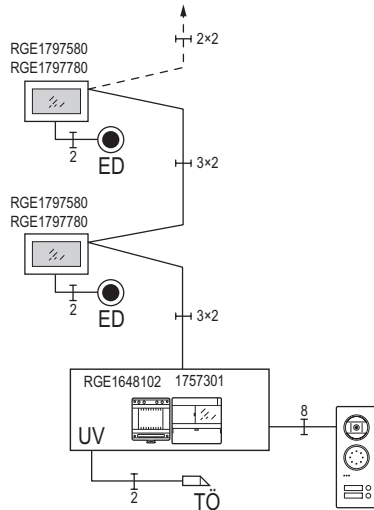 2×2
RGE1797580
RGE1797780
2
ED
3×2
RGE1797580
RGE1797780
2
ED
3×2
RGE1648102 1757301
8
UV
2
TÖ